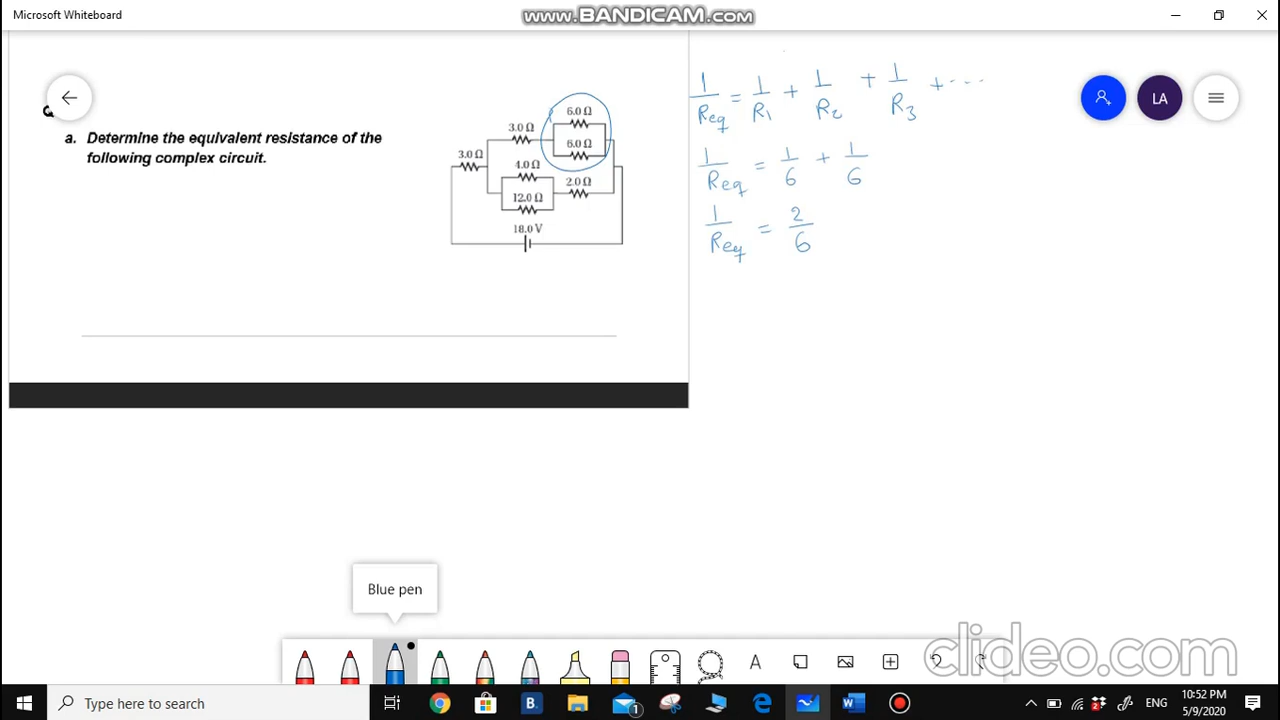 Microsoft Whiteboard
www.BANDICAM.com
a. Determine the equivalent resistance of the
following complex circuit.
6.0 Ω
3.0 Ω
6.0 Ω
3.0 Ω
4.0 Ω
2.0 Ω
12.0 Ω
18.0 V
1/Req = 1/R1 + 1/R2 + 1/R3 + ...
1/Req = 1/6 + 1/6
1/Req = 2/6
LA
Blue pen
clideo.com
Type here to search
1
ENG
10:52 PM
5/9/2020